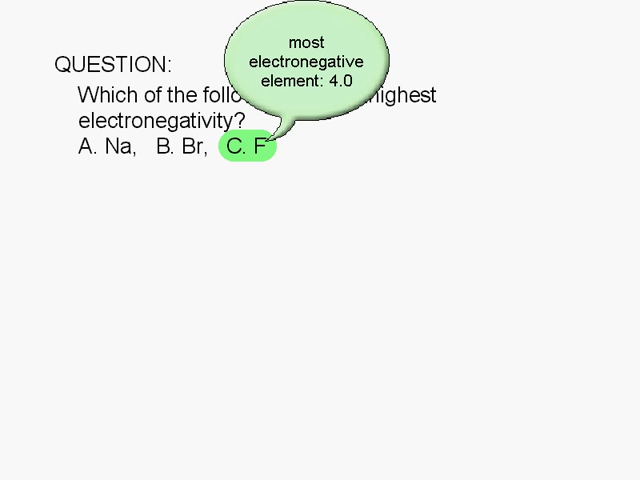 most
electronegative
element: 4.0
QUESTION:
Which of the follo highest
electronegativity?
A. Na, B. Br, C. F